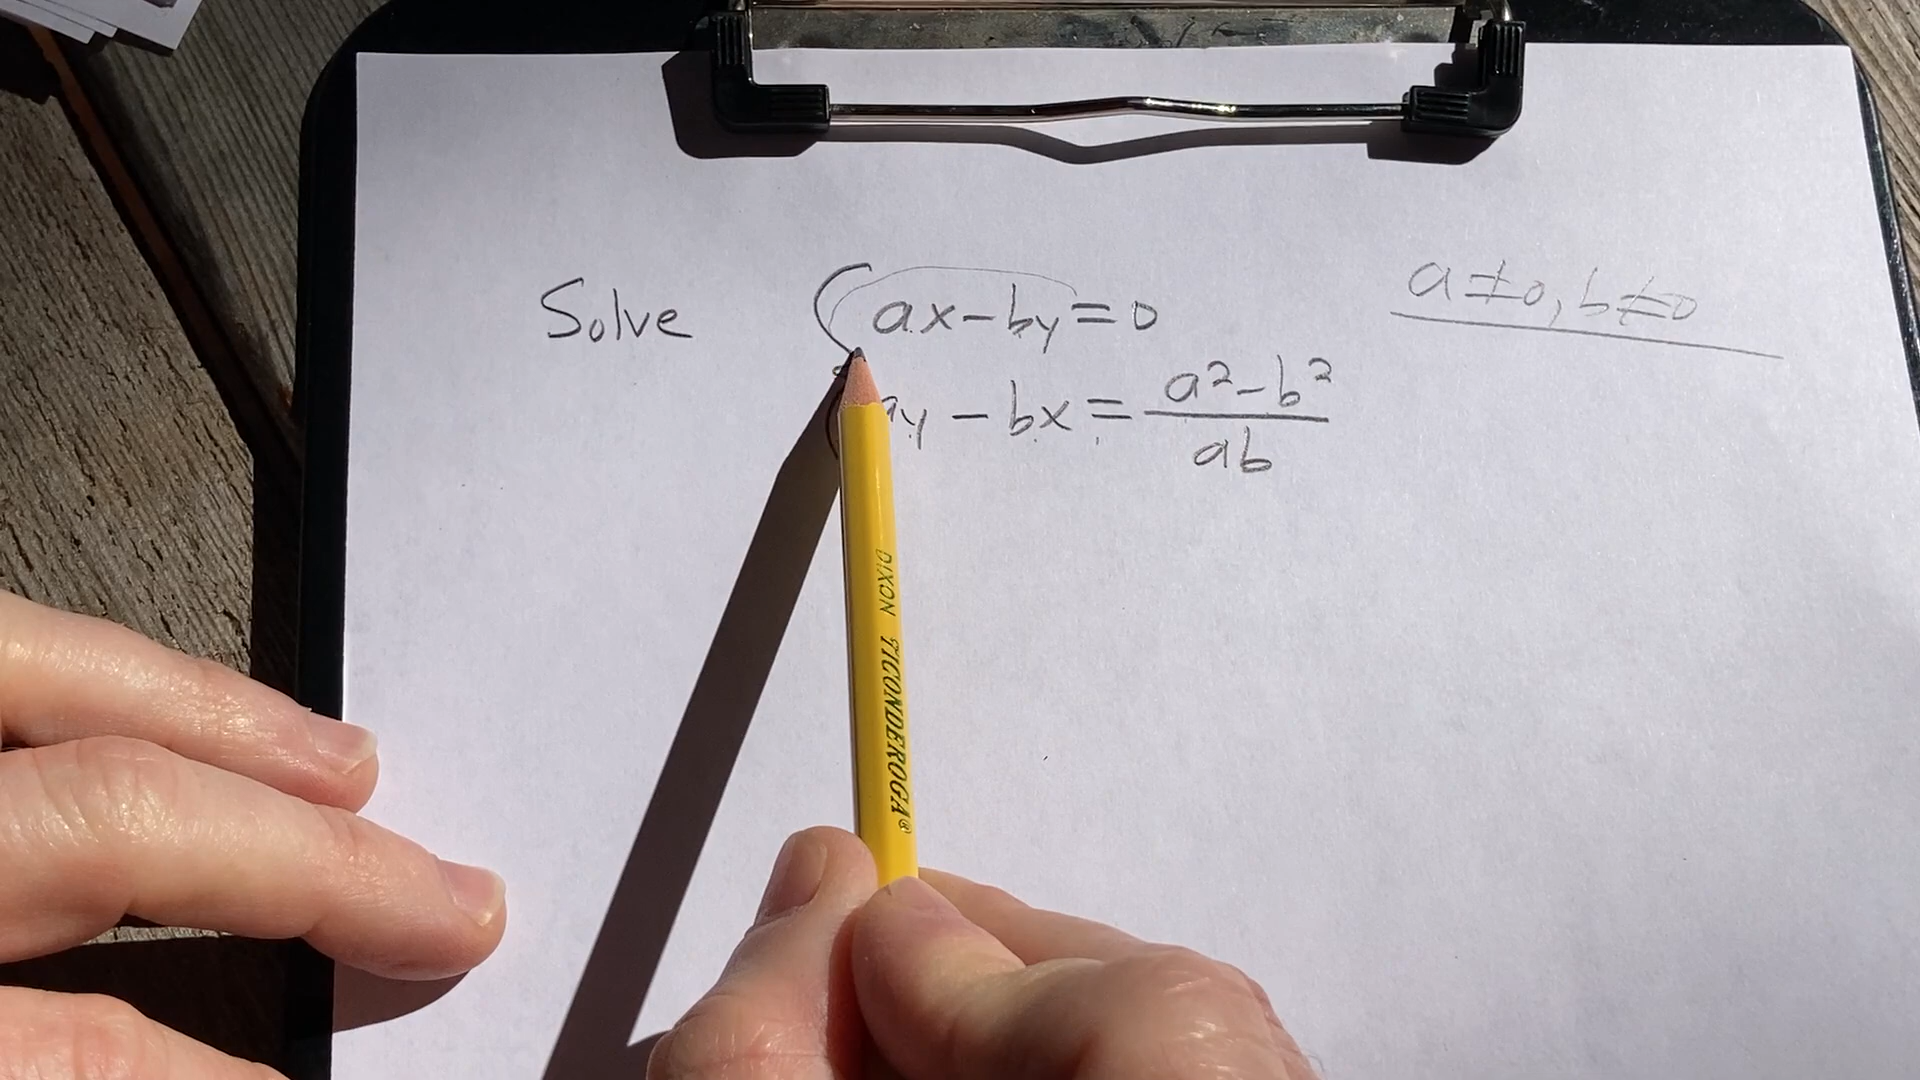 Solve ax-by=0 a≠0, b≠0
ay - bx = a²-b²/ab
DIXON TICONDEROGA®